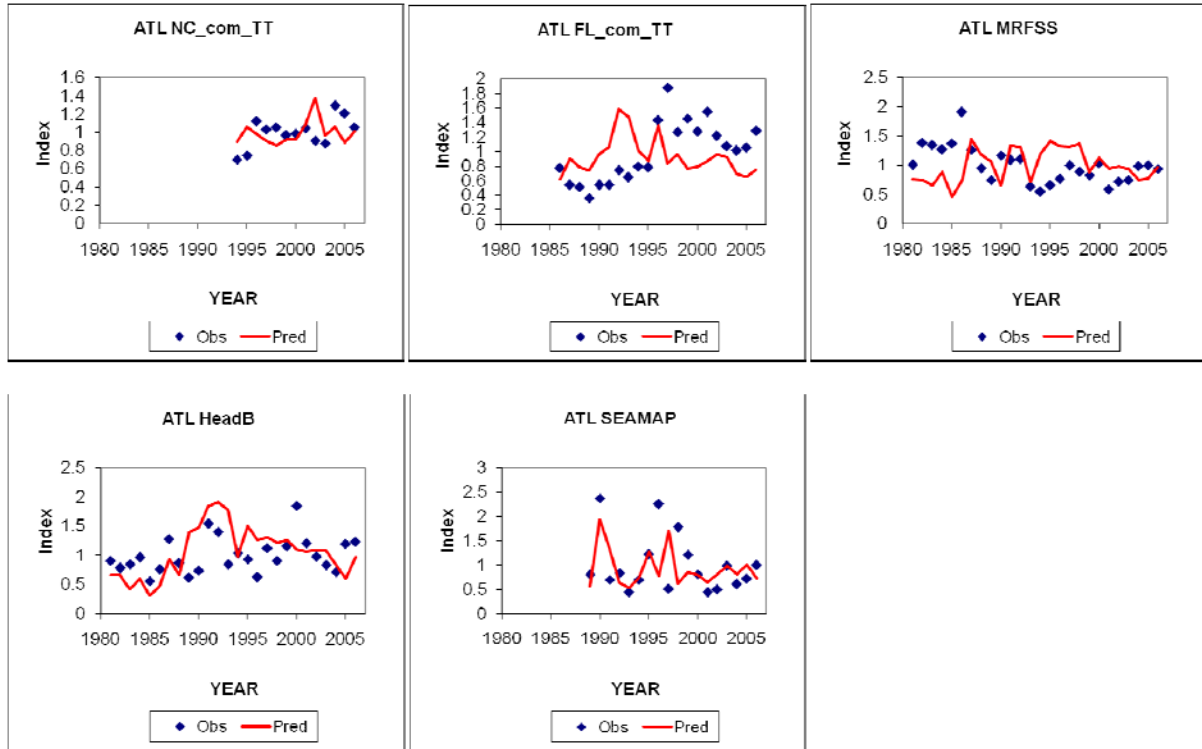 ATL NC_com_TT
1.6
1.4
1.2
1
0.8
0.6
0.4
0.2
0
Index
1980 1985 1990 1995 2000 2005
YEAR
Obs Pred
ATL FL_com_TT
2
1.8
1.6
1.4
1.2
1
0.8
0.6
0.4
0.2
0
Index
1980 1985 1990 1995 2000 2005
YEAR
Obs Pred
ATL MRFSS
2.5
2
1.5
1
0.5
0
Index
1980 1985 1990 1995 2000 2005
YEAR
Obs Pred
ATL HeadB
2.5
2
1.5
1
0.5
0
Index
1980 1985 1990 1995 2000 2005
YEAR
Obs Pred
ATL SEAMAP
3
2.5
2
1.5
1
0.5
0
Index
1980 1985 1990 1995 2000 2005
YEAR
Obs Pred